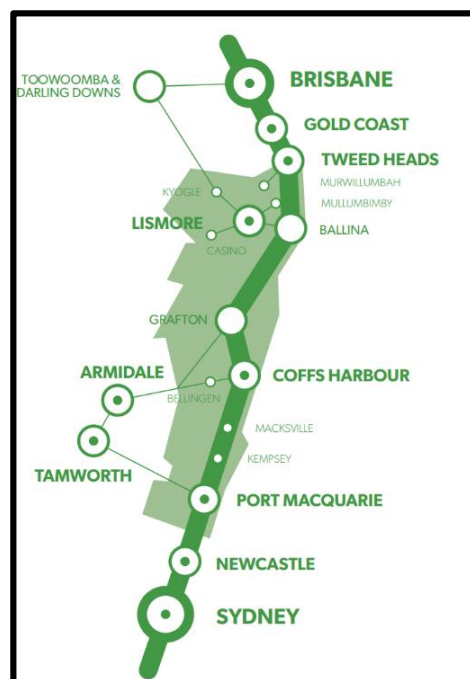 BRISBANE
TOOWOOMBA &
DARLING DOWNS
GOLD COAST
TWEED HEADS
MURWILLUMBAH
KYOGLE
MULLUMBIMBY
LISMORE
BALLINA
CASINO
GRAFTON
ARMIDALE
COFFS HARBOUR
BELLINGEN
MACKSVILLE
KEMPSEY
TAMWORTH
PORT MACQUARIE
NEWCASTLE
SYDNEY